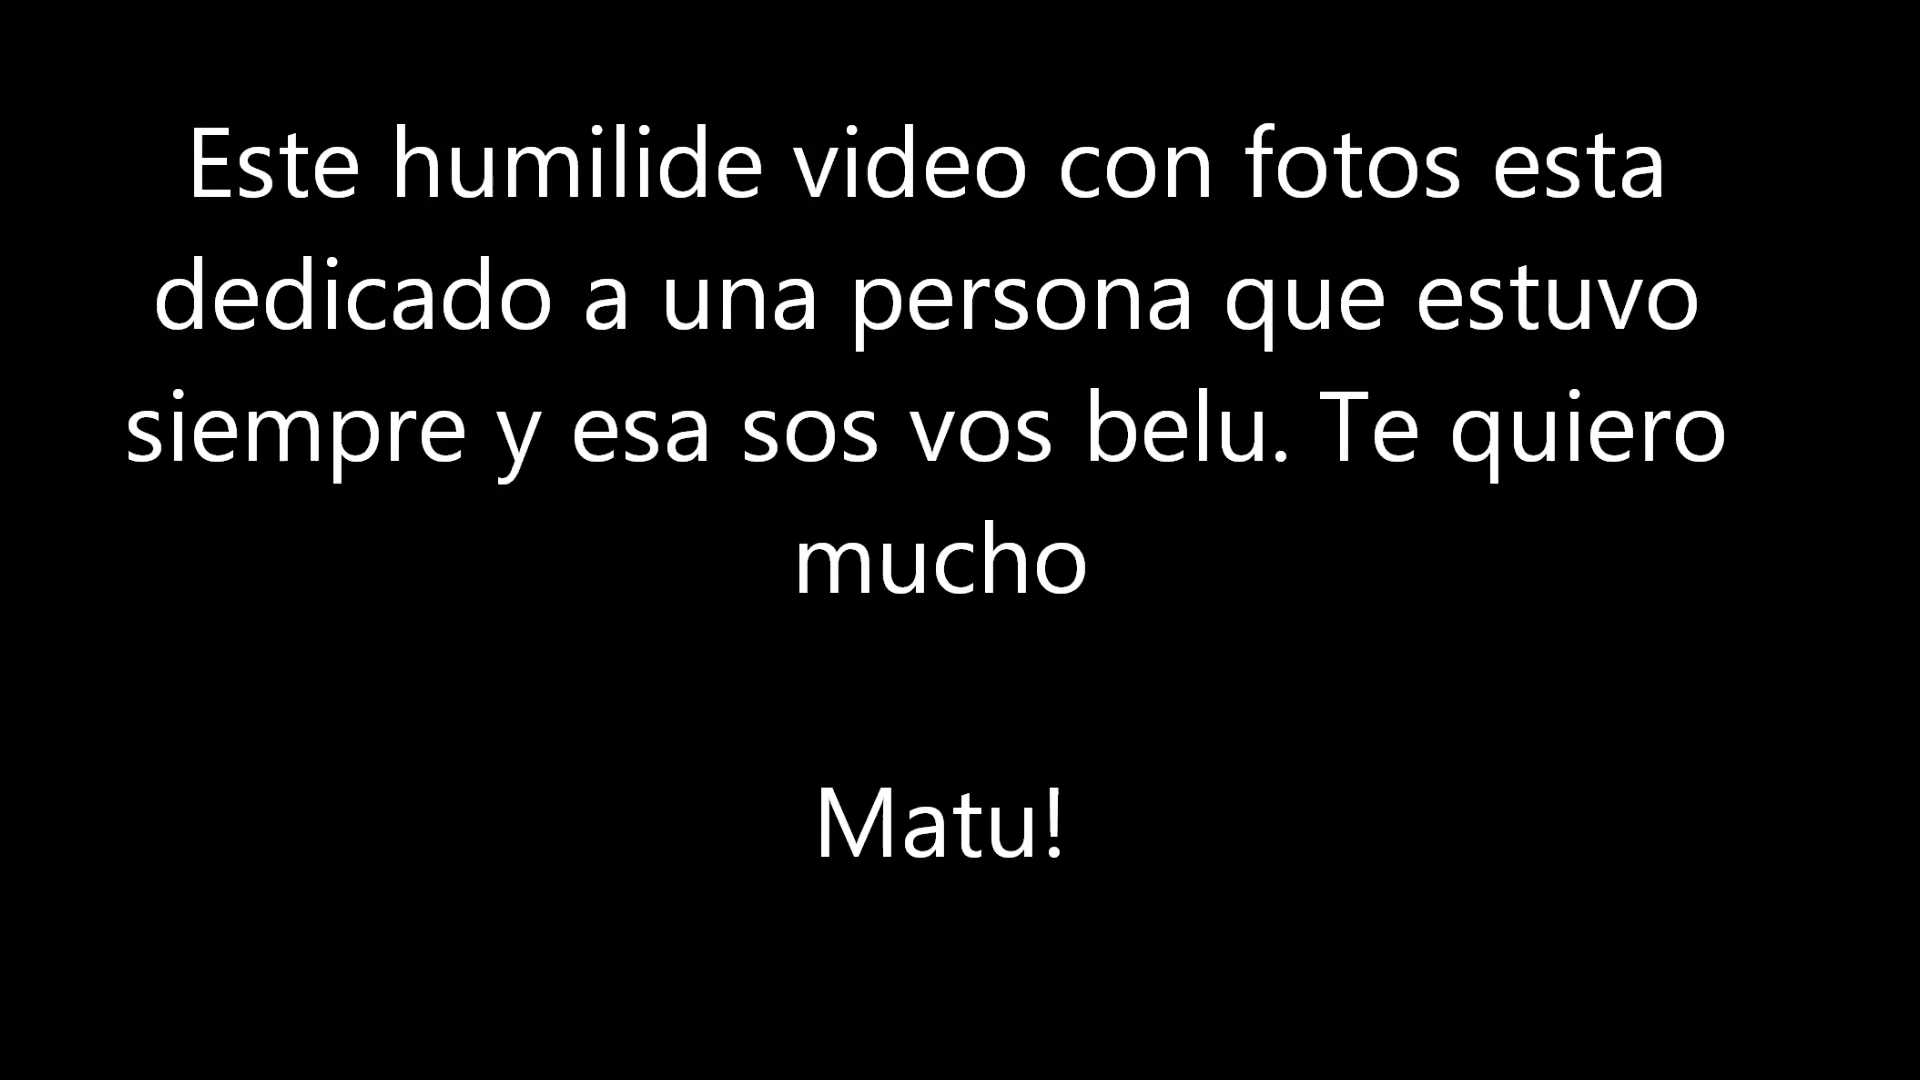 Este humilide video con fotos esta
dedicado a una persona que estuvo
siempre y esa sos vos belu. Te quiero
mucho
Matu!